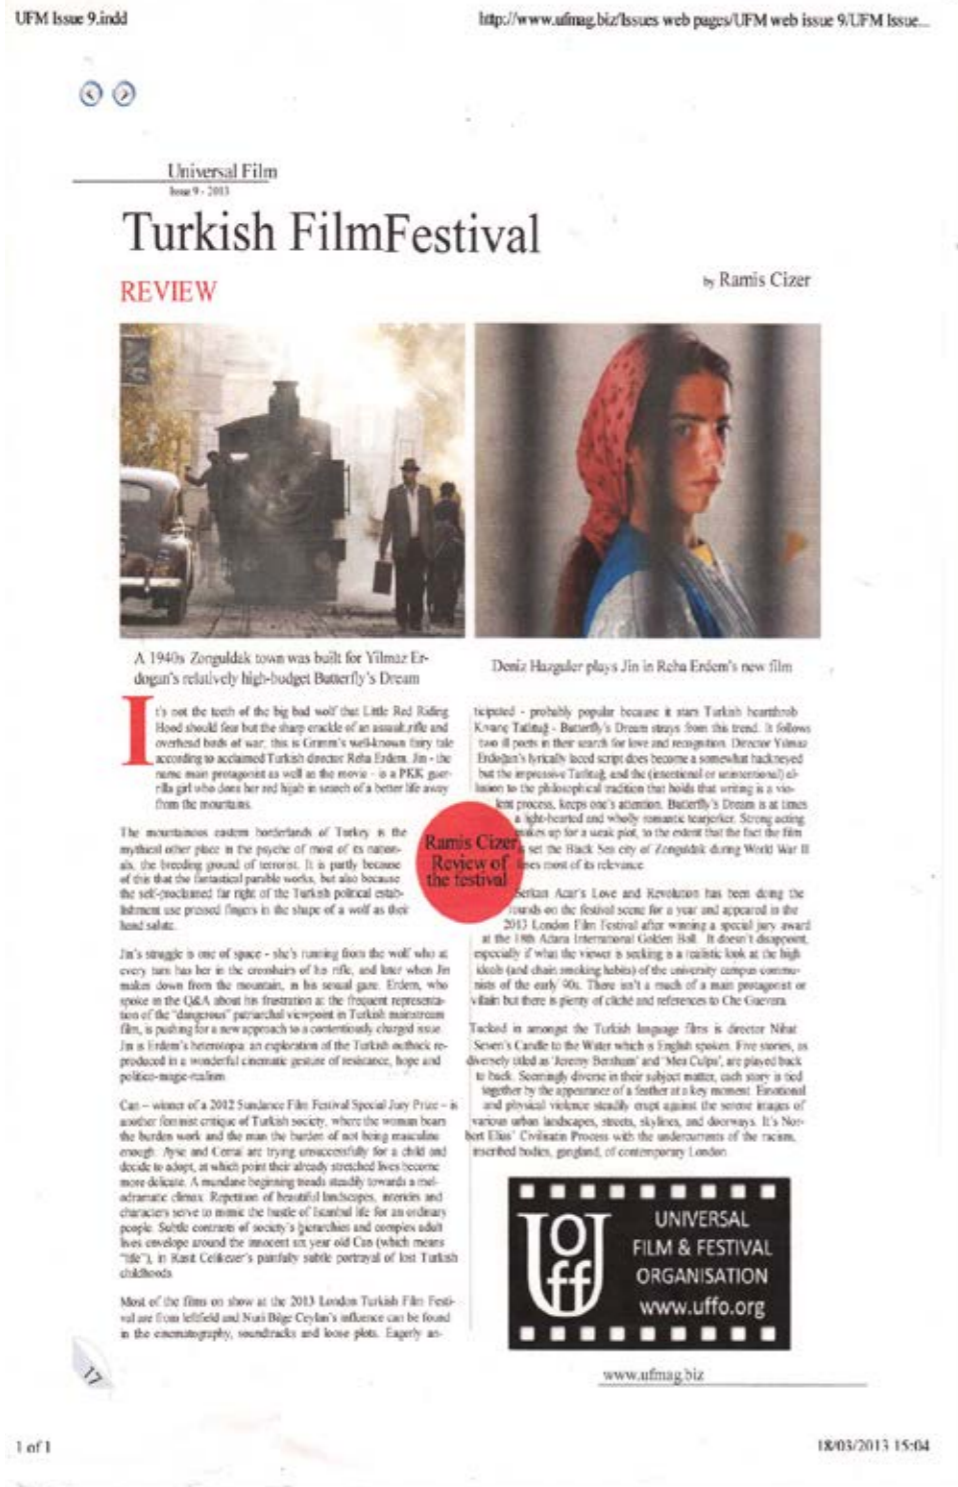 UFM Issue 9.indd
http://www.ufmag.biz/Issues web pages/UFM web issue 9/UFM Issue...
Universal Film
Issue 9 - 2013
Turkish FilmFestival
by Ramis Cizer
REVIEW
A 1940s Zonguldak town was built for Yilmaz Er-
dogan's relatively high-budget Butterfly's Dream
Deniz Hazguler plays Jin in Reha Erdem's new film
It's not the teeth of the big bad wolf that Little Red Riding
Hood should fear but the sharp crackle of an assault rifle and
overhead buds of war, this is Grimm's well-known fairy tale
according to acclaimed Turkish director Reha Erdem. Jin - the
name main protagonist as well as the movie - is a PKK guer-
rilla girl who dons her red hijab in search of a better life away
from the mountains.
The mountainous eastern borderlands of Turkey is the
mythical other place in the psyche of most of its nation-
als, the breeding ground of terrorist. It is partly because
of this that the fantastical parable works, but also because
the self-proclaimed far right of the Turkish political estab-
lishment use pressed fingers in the shape of a wolf as their
hand salute.
Jin's struggle is one of space - she's running from the wolf who at
every turn has her in the crosshairs of his rifle, and later when Jin
makes down from the mountain, in his sexual gaze. Erdem, who
spoke in the Q&A about his frustration at the frequent representa-
tion of the "dangerous" patriarchal viewpoint in Turkish mainstream
film, is pushing for a new approach to a contentiously charged issue.
Jin is Erdem's heterotopia: an exploration of the Turkish outback re-
produced in a wonderful cinematic gesture of resistance, hope and
politico-magic-realism.
Can – winner of a 2012 Sundance Film Festival Special Jury Prize – is
another feminist critique of Turkish society, where the woman bears
the burden work and the man the burden of not being masculine
enough. Ayse and Cemal are trying unsuccessfully for a child and
decide to adopt, at which point their already stretched lives become
more delicate. A mundane beginning treads steadily towards a mel-
odramatic climax. Repetition of beautiful landscapes, interiors and
characters serve to mimic the bustle of Istanbul life for an ordinary
people. Subtle contrasts of society's hierarchies and complex adult
lives envelope around the innocent six year old Can (which means
"life"), in Rasit Celikezer's painfully subtle portrayal of lost Turkish
childhoods.
Most of the films on show at the 2013 London Turkish Film Festi-
val are from leftfield and Nuri Bilge Ceylan's influence can be found
in the cinematography, soundtracks and loose plots. Eagerly an-
ticipated - probably popular because it stars Turkish heartthrob
Kıvanç Tatlıtuğ - Butterfly's Dream strays from this trend. It follows
two ill poets in their search for love and recognition. Director Yılmaz
Erdoğan's lyrically laced script does become a somewhat hackneyed
but the impressive Tatlıtuğ, and the (intentional or unintentional) al-
lusion to the philosophical tradition that holds that writing is a vio-
lent process, keeps one's attention. Butterfly's Dream is at times
a light-hearted and wholly romantic tearjerker. Strong acting
makes up for a weak plot, to the extent that the fact the film
set the Black Sea city of Zonguldak during World War II
loses most of its relevance.
Ramis Cizer
Review of
the festival
Serkan Acar's Love and Revolution has been doing the
rounds on the festival scene for a year and appeared in the
2013 London Film Festival after winning a special jury award
at the 18th Adana International Golden Boll. It doesn't disappoint,
especially if what the viewer is seeking is a realistic look at the high
ideals (and chain smoking habits) of the university campus commu-
nists of the early '90s. There isn't a much of a main protagonist or
villain but there is plenty of cliché and references to Che Guevara.
Tucked in amongst the Turkish language films is director Nihat
Seven's Candle to the Water which is English spoken. Five stories, as
diversely titled as 'Jeremy Bentham' and 'Mea Culpa', are played back
to back. Seemingly diverse in their subject matter, each story is tied
together by the appearance of a feather at a key moment. Emotional
and physical violence steadily erupt against the serene images of
various urban landscapes, streets, skylines, and doorways. It's Nor-
bert Elias' Civilisatin Process with the undercurrents of the racism,
inscribed bodies, gangland, of contemporary London.
Uff
UNIVERSAL
FILM & FESTIVAL
ORGANISATION
www.uffo.org
www.ufmag.biz
17
1 of 1
18/03/2013 15:04